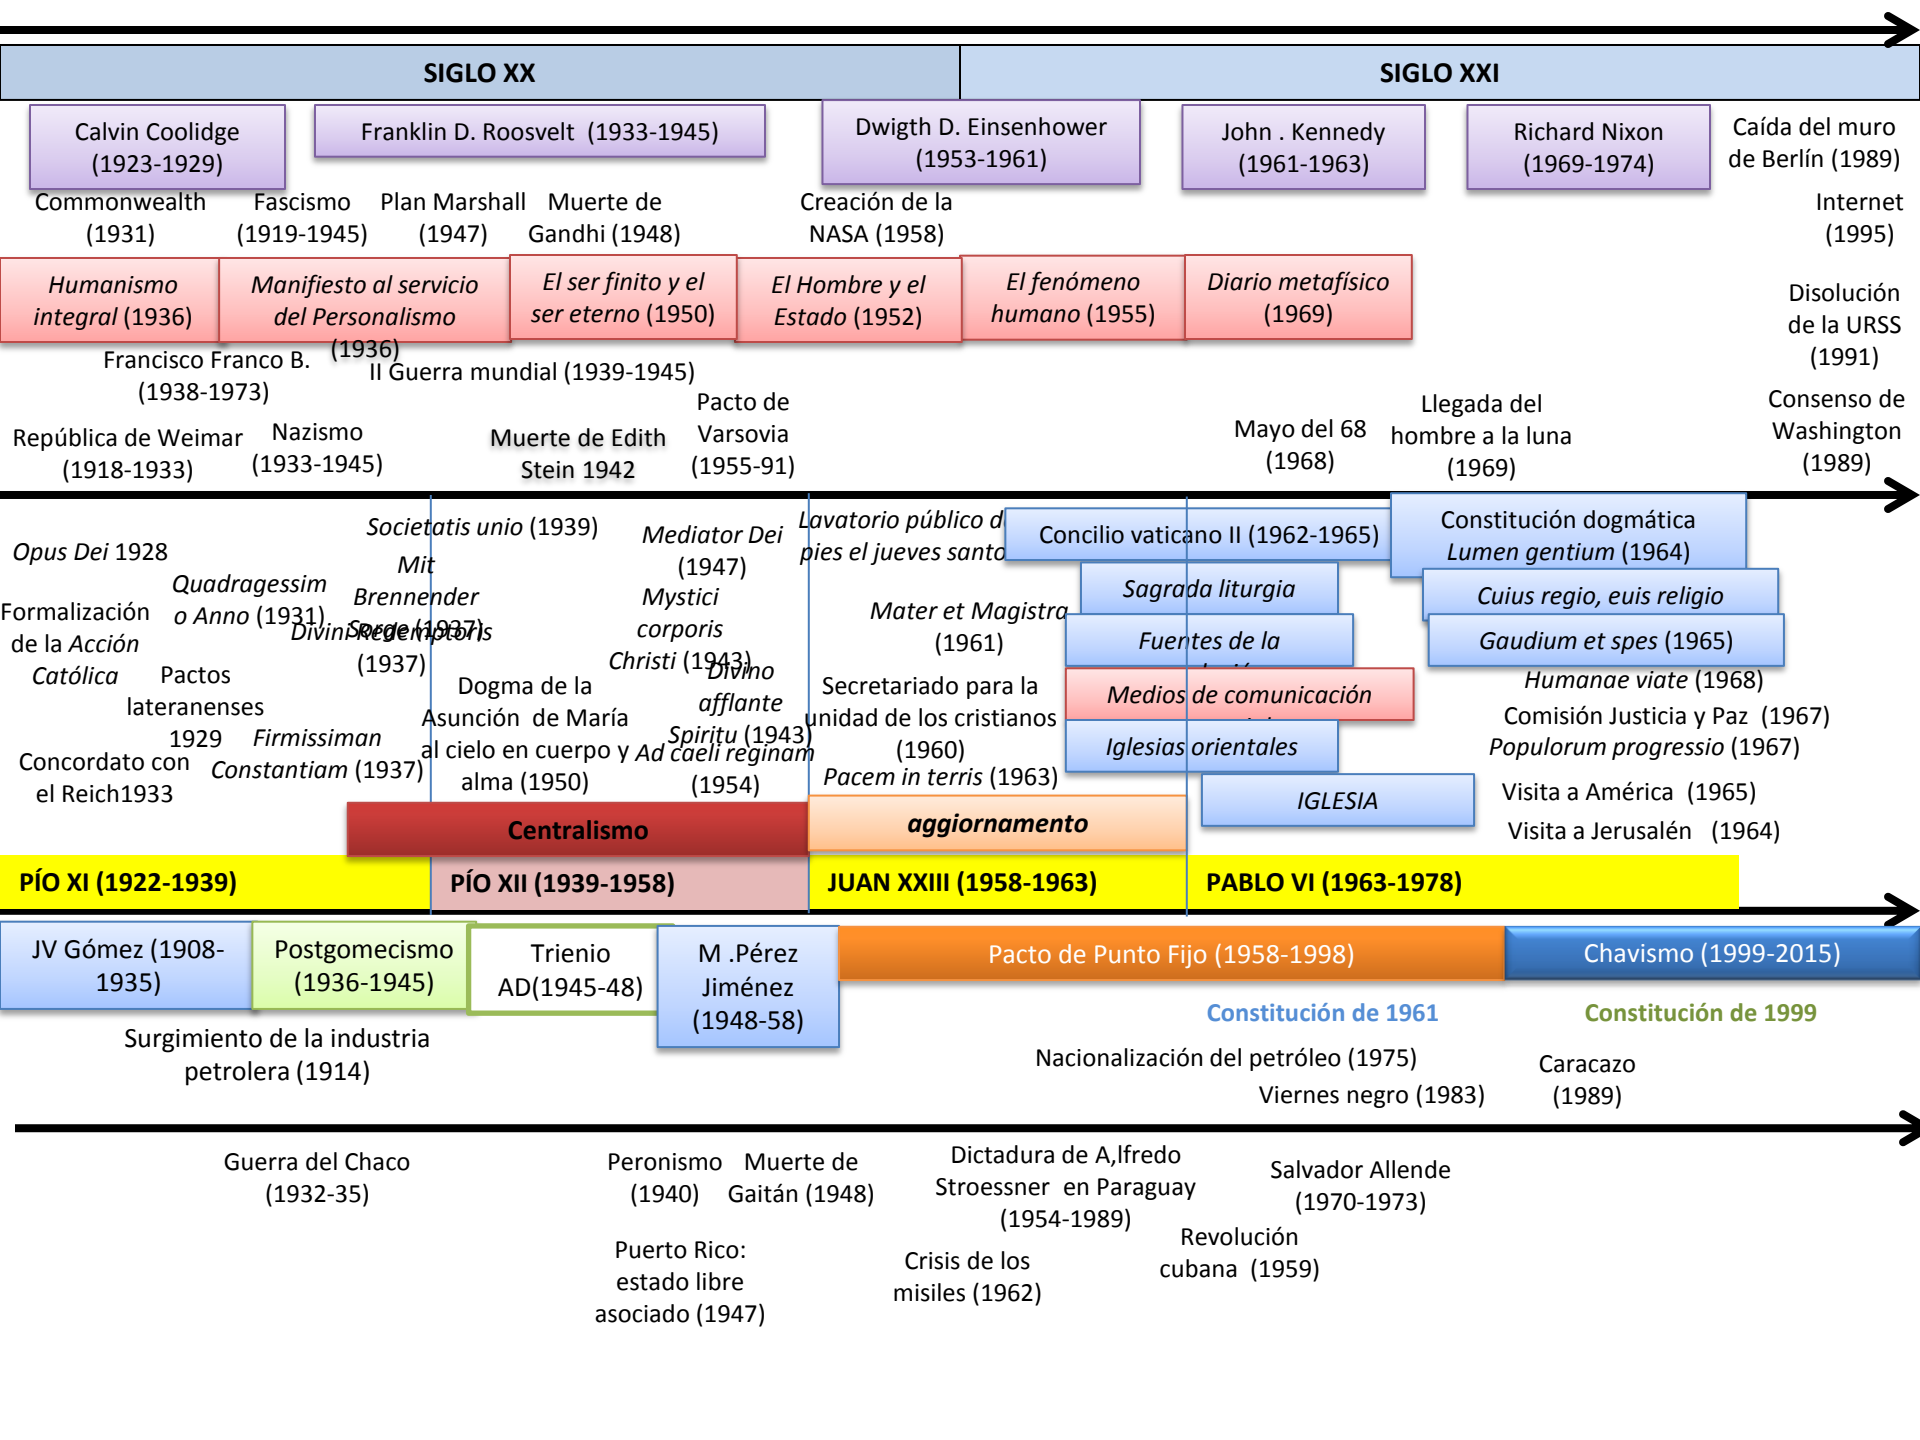 SIGLO XX
SIGLO XXI
Calvin Coolidge
(1923-1929)
Franklin D. Roosvelt (1933-1945)
Dwigth D. Einsenhower
(1953-1961)
John . Kennedy
(1961-1963)
Richard Nixon
(1969-1974)
Caída del muro
de Berlín (1989)
Commonwealth
(1931)
Fascismo
(1919-1945)
Plan Marshall
(1947)
Muerte de
Gandhi (1948)
Creación de la
NASA (1958)
Internet
(1995)
Humanismo
integral (1936)
Manifiesto al servicio
del Personalismo
(1936)
El ser finito y el
ser eterno (1950)
El Hombre y el
Estado (1952)
El fenómeno
humano (1955)
Diario metafísico
(1969)
Disolución
de la URSS
(1991)
Francisco Franco B.
(1938-1973)
II Guerra mundial (1939-1945)
República de Weimar
(1918-1933)
Nazismo
(1933-1945)
Muerte de Edith
Stein 1942
Pacto de
Varsovia
(1955-91)
Mayo del 68
(1968)
Llegada del
hombre a la luna
(1969)
Consenso de
Washington
(1989)
Opus Dei 1928
Formalización
de la Acción
Católica
Quadragessim
o Anno (1931)
Pactos
lateranenses
1929
Concordato con
el Reich1933
Firmissiman
Constantiam (1937)
Societatis unio (1939)
Mit
Brennender
Sorge (1937)
Divini Redemptoris
(1937)
Dogma de la
Asunción de María
al cielo en cuerpo y
alma (1950)
Mediator Dei
(1947)
Mystici
corporis
Christi (1943)
Divino
afflante
Spiritu (1943)
Ad caeli reginam
(1954)
Lavatorio público
pies el jueves santo
Mater et Magistra
(1961)
Secretariado para la
unidad de los cristianos
(1960)
Pacem in terris (1963)
Concilio vaticano II (1962-1965)
Sagrada liturgia
Fuentes de la
Medios de comunicación
Iglesias orientales
IGLESIA
Constitución dogmática
Lumen gentium (1964)
Cuius regio, euis religio
Gaudium et spes (1965)
Humanae viate (1968)
Comisión Justicia y Paz (1967)
Populorum progressio (1967)
Visita a América (1965)
Visita a Jerusalén (1964)
Centralismo
aggiornamento
PÍO XI (1922-1939)
PÍO XII (1939-1958)
JUAN XXIII (1958-1963)
PABLO VI (1963-1978)
JV Gómez (1908-
1935)
Postgomecismo
(1936-1945)
Trienio
AD(1945-48)
M .Pérez
Jiménez
(1948-58)
Pacto de Punto Fijo (1958-1998)
Chavismo (1999-2015)
Constitución de 1961
Constitución de 1999
Surgimiento de la industria
petrolera (1914)
Nacionalización del petróleo (1975)
Viernes negro (1983)
Caracazo
(1989)
Guerra del Chaco
(1932-35)
Peronismo
(1940)
Muerte de
Gaitán (1948)
Dictadura de A,lfredo
Stroessner en Paraguay
(1954-1989)
Salvador Allende
(1970-1973)
Revolución
cubana (1959)
Puerto Rico:
estado libre
asociado (1947)
Crisis de los
misiles (1962)